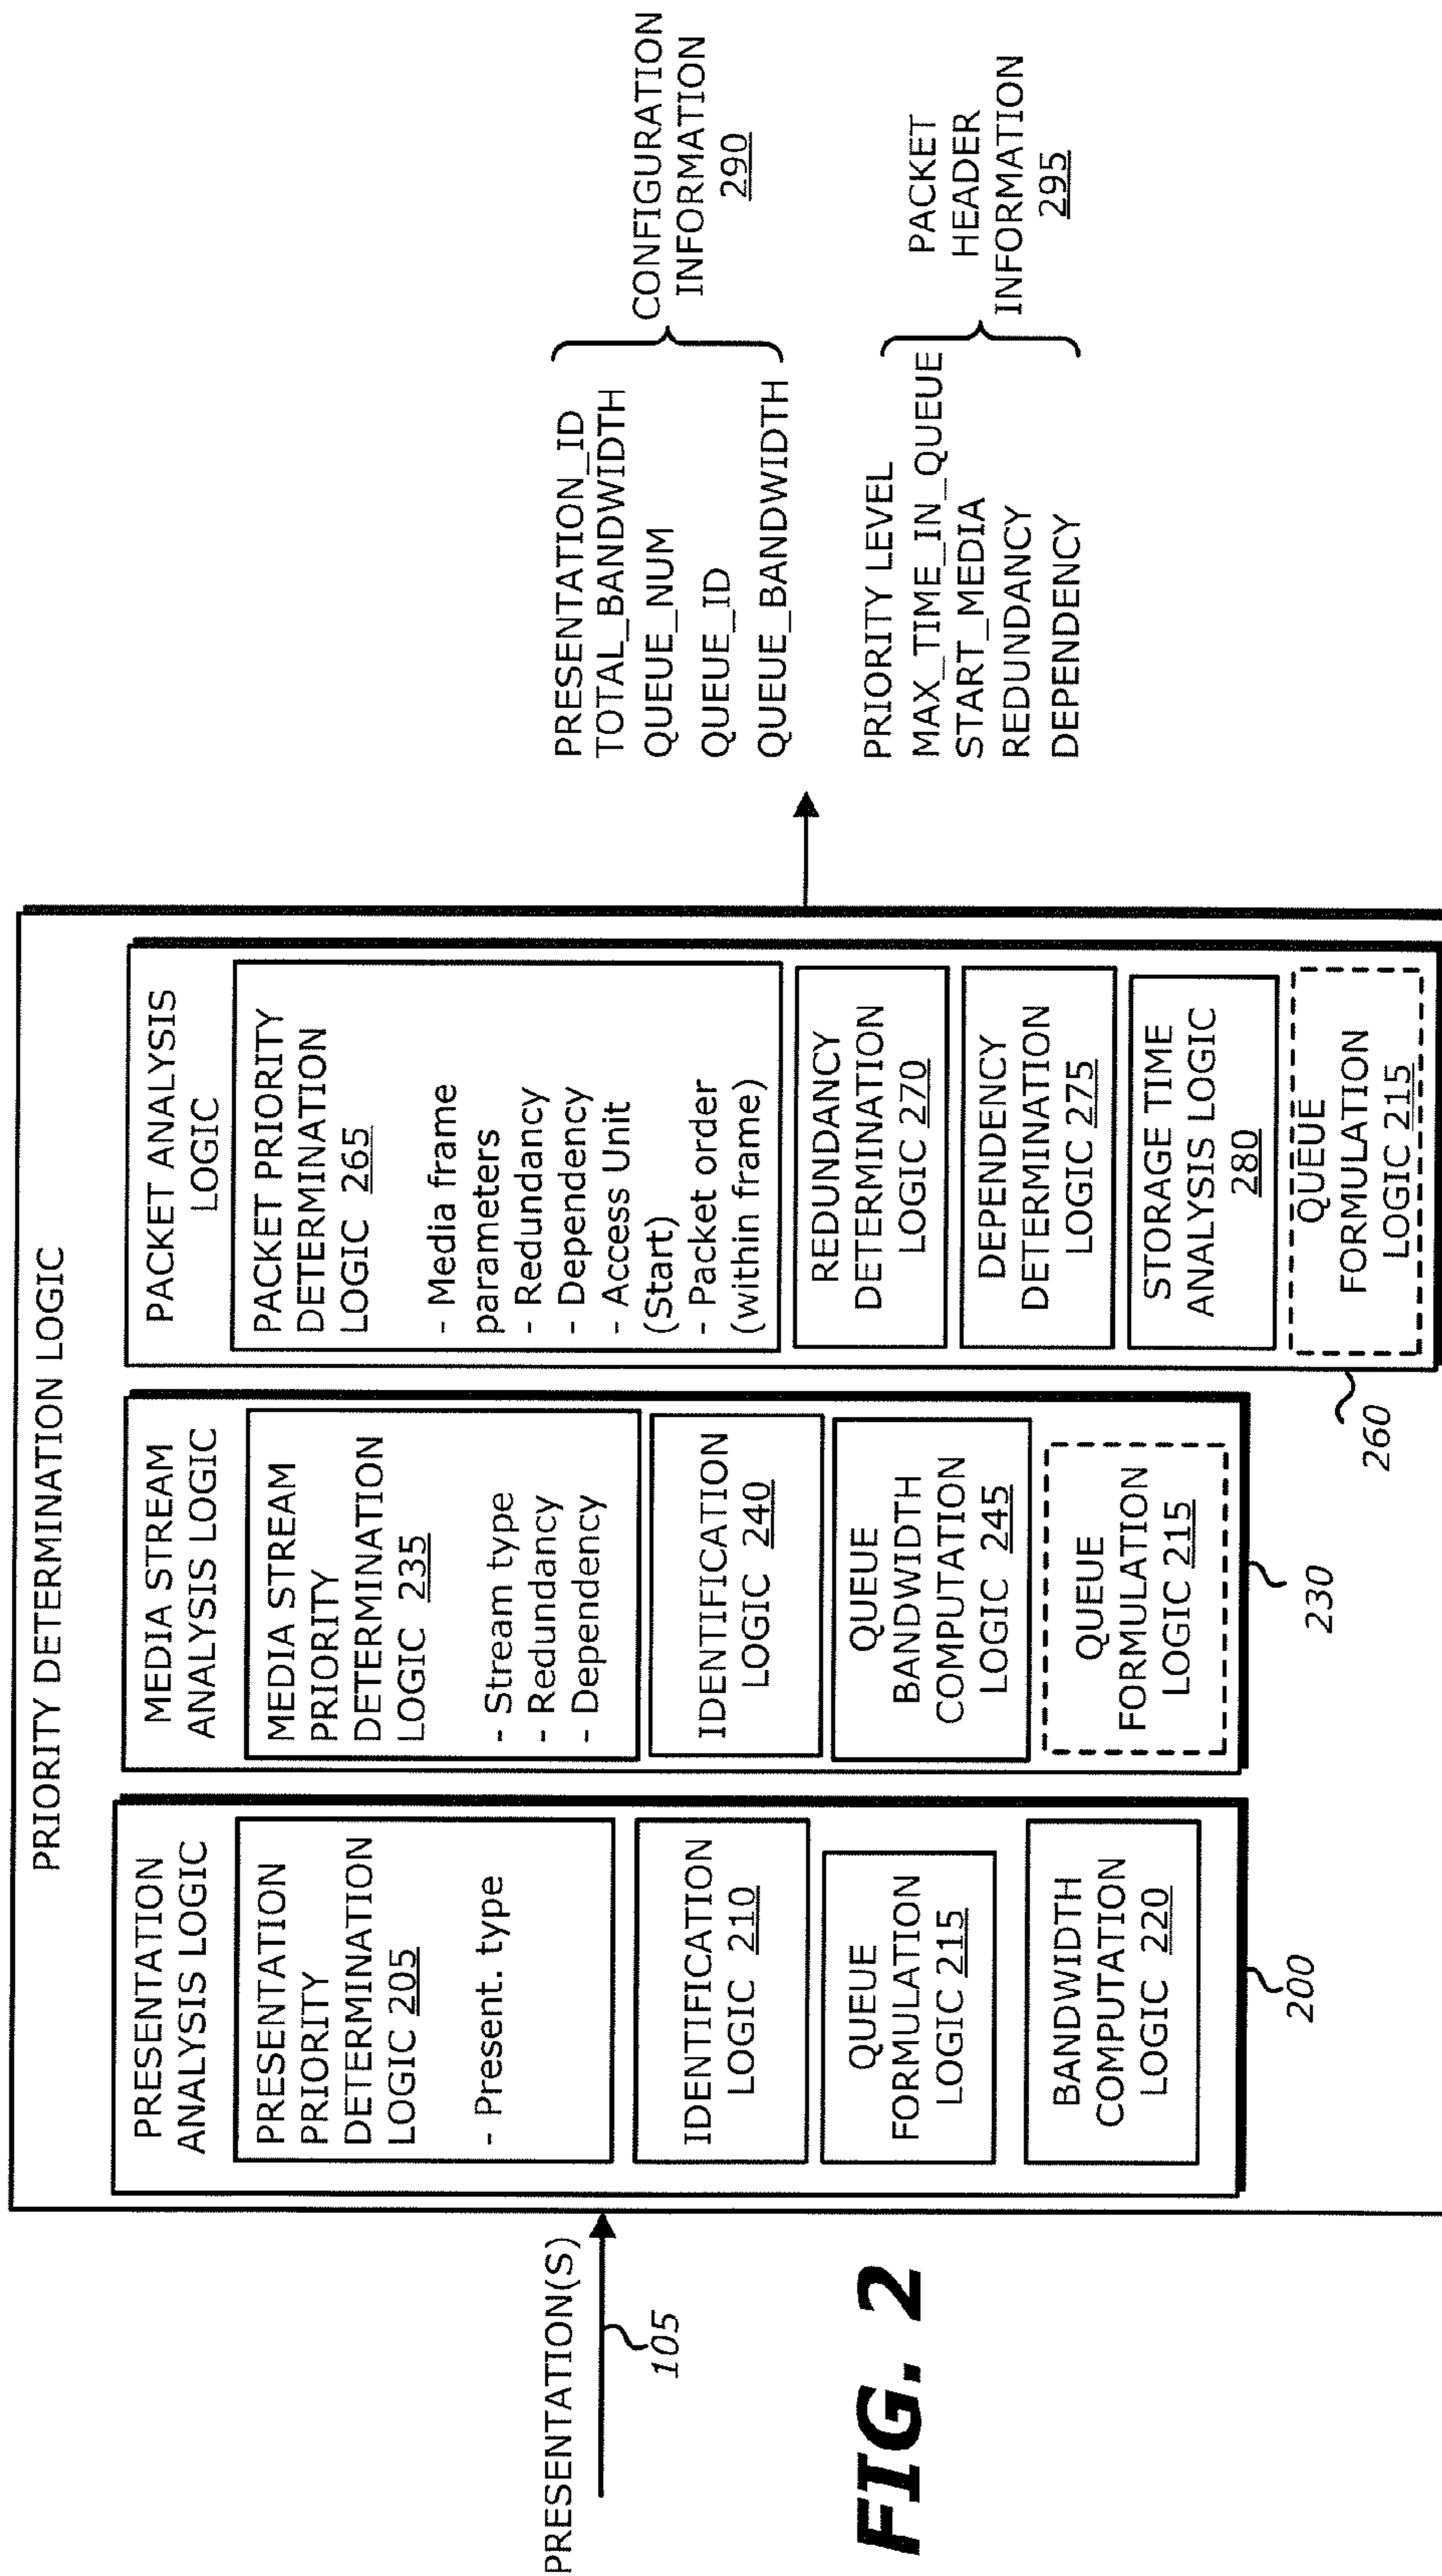 PRIORITY DETERMINATION LOGIC
PRESENTATION(S)
105
PRESENTATION
ANALYSIS LOGIC
PRESENTATION
PRIORITY
DETERMINATION
LOGIC 205
- Present. type
IDENTIFICATION
LOGIC 210
QUEUE
FORMULATION
LOGIC 215
BANDWIDTH
COMPUTATION
LOGIC 220
200
MEDIA STREAM
ANALYSIS LOGIC
MEDIA STREAM
PRIORITY
DETERMINATION
LOGIC 235
- Stream type
- Redundancy
- Dependency
IDENTIFICATION
LOGIC 240
QUEUE
BANDWIDTH
COMPUTATION
LOGIC 245
QUEUE
FORMULATION
LOGIC 215
230
PACKET ANALYSIS
LOGIC
PACKET PRIORITY
DETERMINATION
LOGIC 265
- Media frame
parameters
- Redundancy
- Dependency
- Access Unit
(Start)
- Packet order
(within frame)
REDUNDANCY
DETERMINATION
LOGIC 270
DEPENDENCY
DETERMINATION
LOGIC 275
STORAGE TIME
ANALYSIS LOGIC
280
QUEUE
FORMULATION
LOGIC 215
260
PRESENTATION_ID
TOTAL_BANDWIDTH
QUEUE_NUM
QUEUE_ID
QUEUE_BANDWIDTH
CONFIGURATION
INFORMATION
290
PRIORITY LEVEL
MAX_TIME_IN_QUEUE
START_MEDIA
REDUNDANCY
DEPENDENCY
PACKET
HEADER
INFORMATION
295
FIG. 2